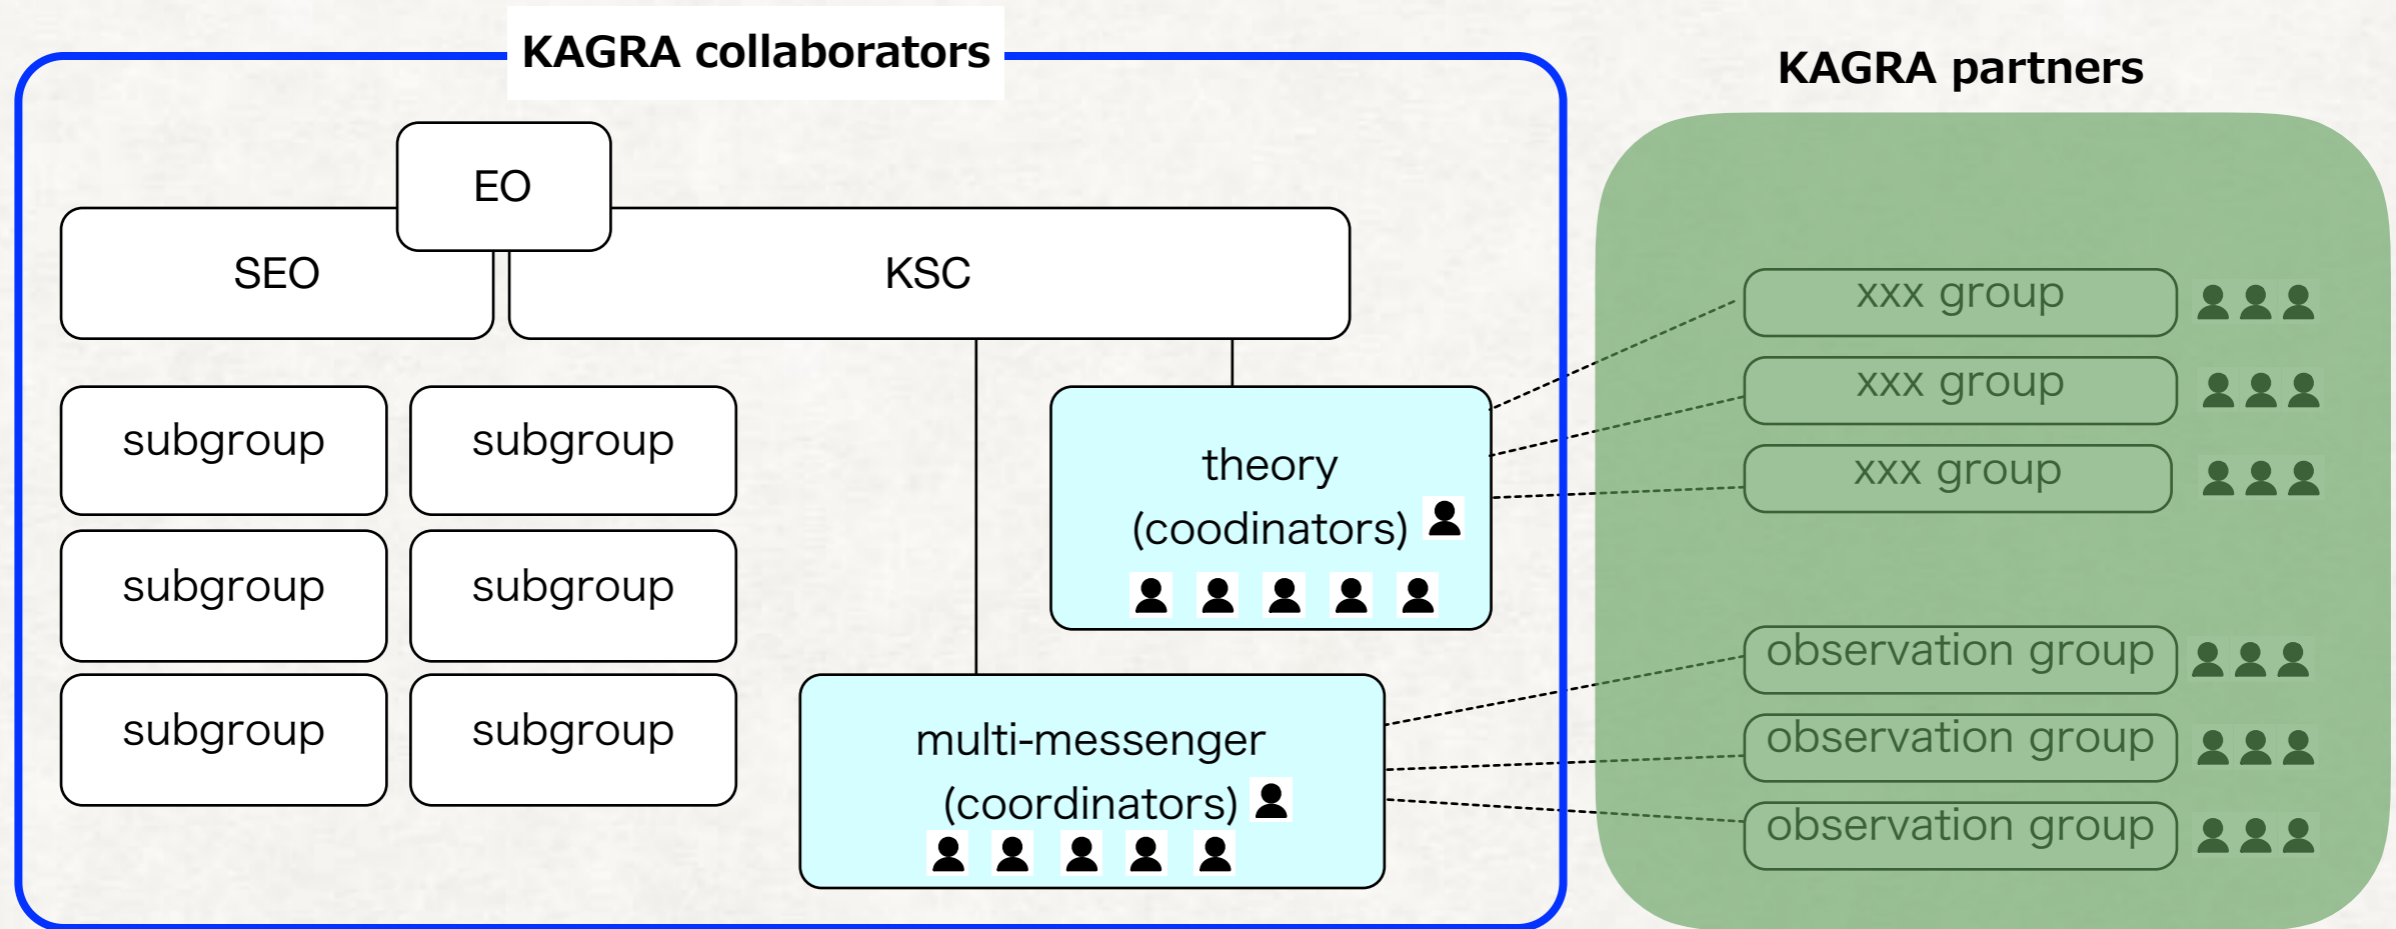 KAGRA collaborators
KAGRA partners
EO
SEO
KSC
subgroup
subgroup
subgroup
subgroup
subgroup
subgroup
theory
(coodinators)
multi-messenger
(coordinators)
xxx group
xxx group
xxx group
observation group
observation group
observation group